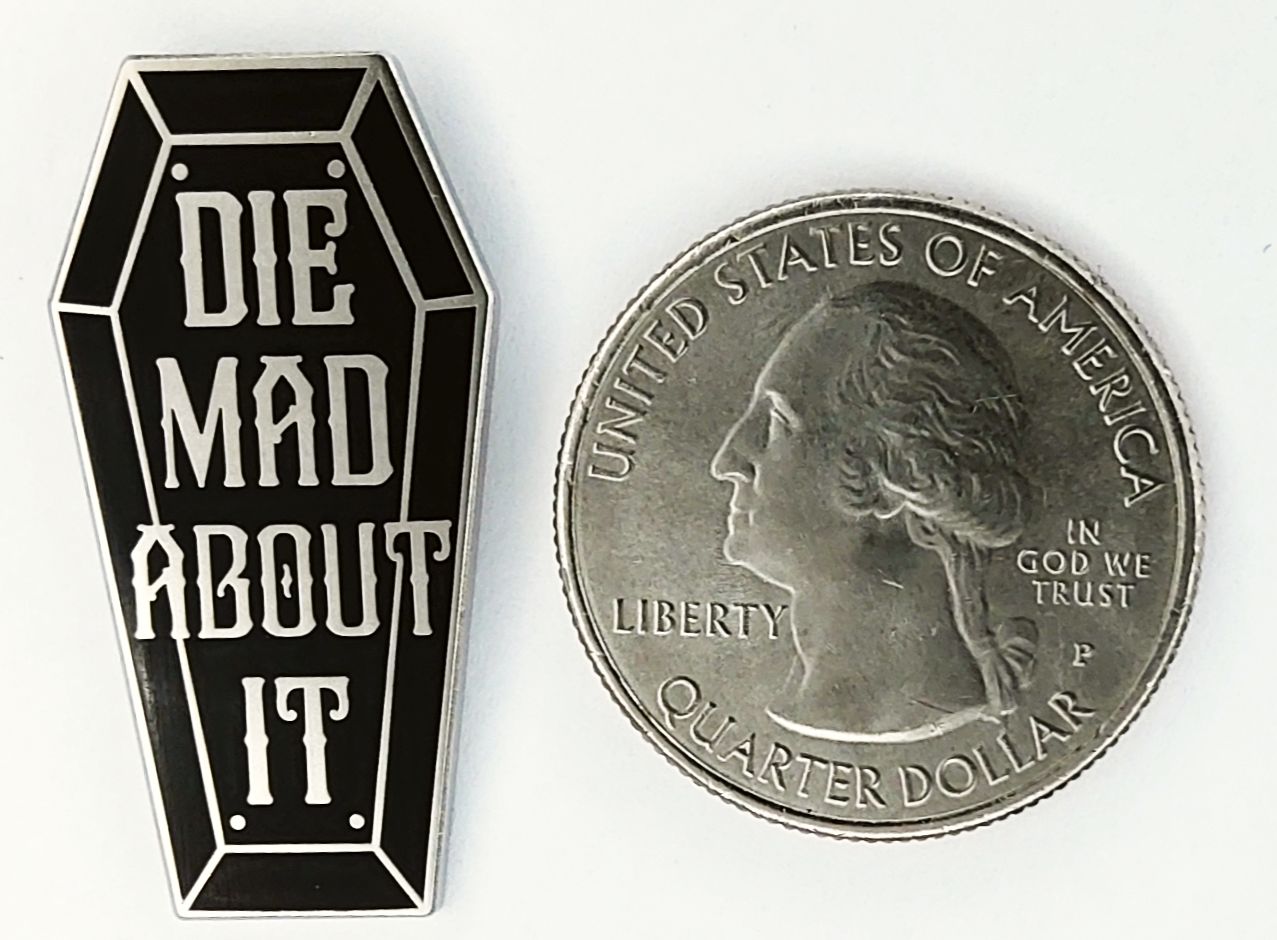 DIE
MAD
ABOUT
IT
UNITED STATES OF AMERICA
LIBERTY
IN
GOD WE
TRUST
P
QUARTER DOLLAR